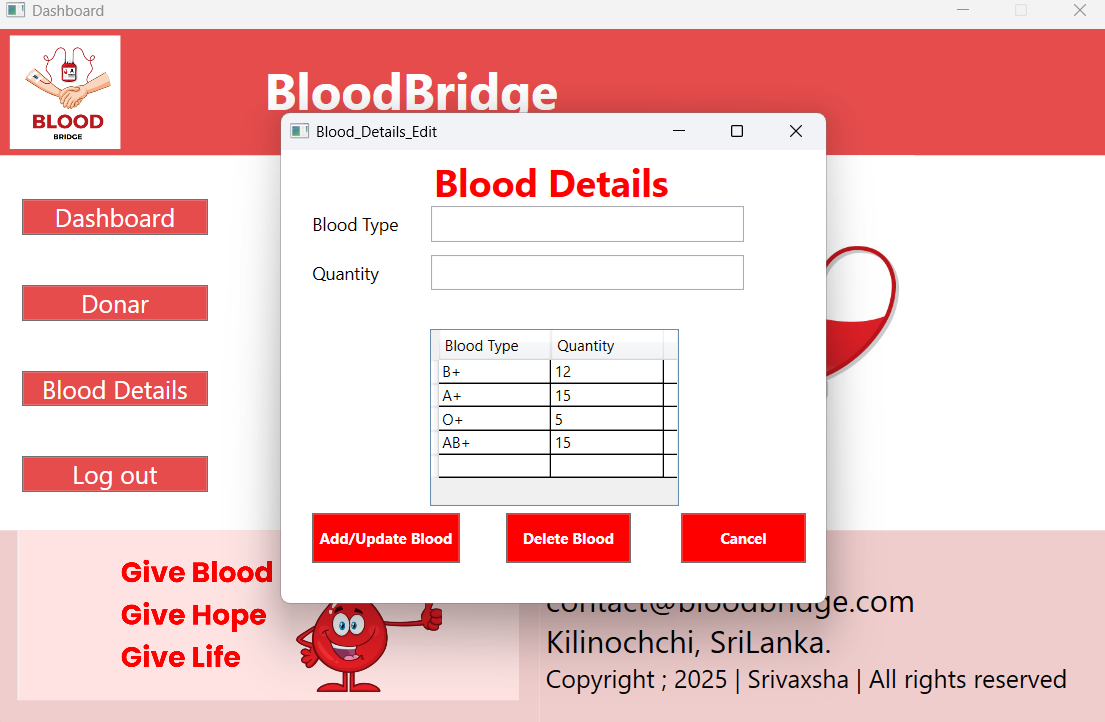 Dashboard
BLOOD
BRIDGE
BloodBridge
Dashboard
Donar
Blood Details
Log out
Blood_Details_Edit
Blood Details
Blood Type
Quantity
Blood Type Quantity
B+ 12
A+ 15
O+ 5
AB+ 15
Add/Update Blood Delete Blood Cancel
Give Blood
Give Hope
Give Life
contact@bloodbridge.com
Kilinochchi, SriLanka.
Copyright ; 2025 | Srivaxsha | All rights reserved